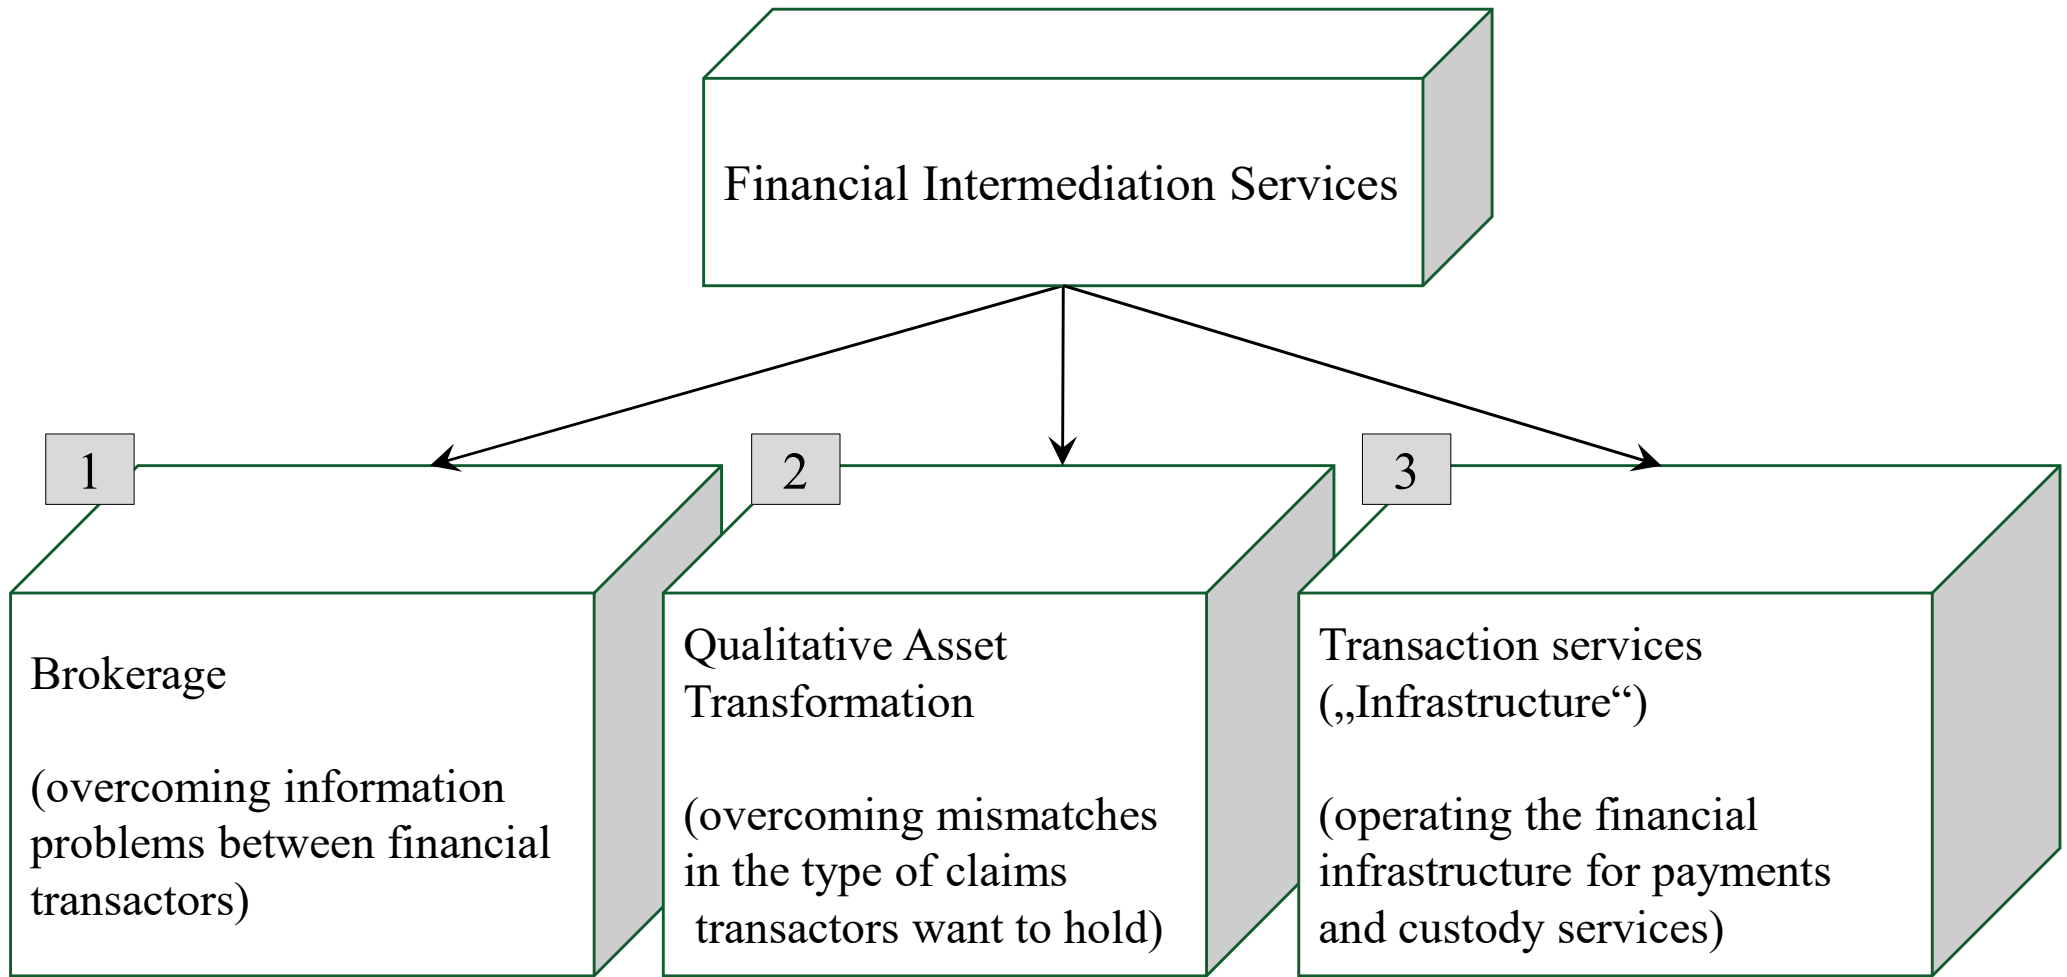 Financial Intermediation Services
1
Brokerage
(overcoming information
problems between financial
transactors)
2
Qualitative Asset
Transformation
(overcoming mismatches
in the type of claims
transactors want to hold)
3
Transaction services
(„Infrastructure“)
(operating the financial
infrastructure for payments
and custody services)